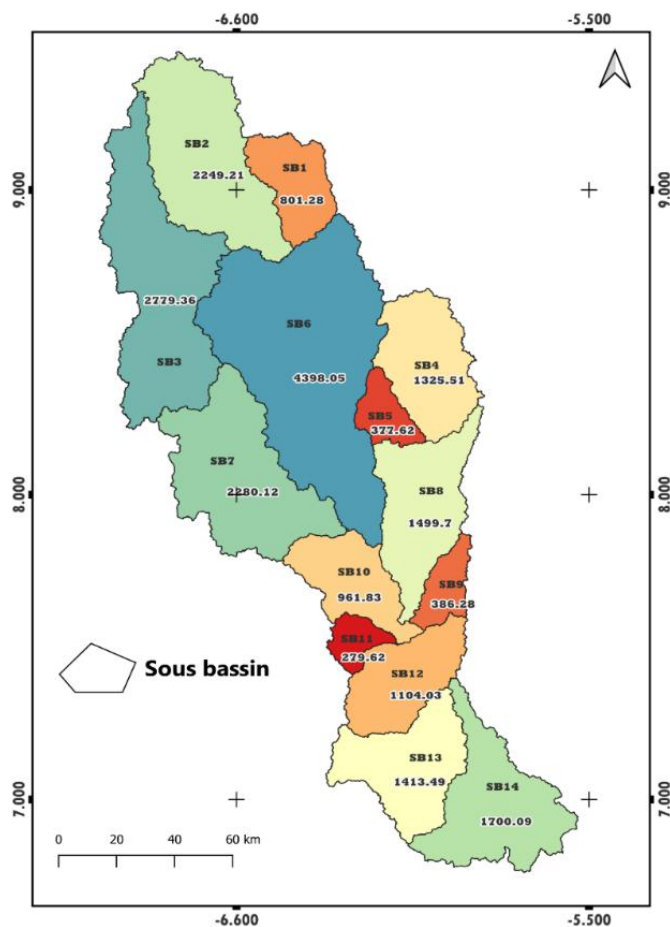 -6.600 -5.500
SB2
SB1
2249.21
9.000 9.000
801.28
2779.36
SB6
SB3
SB4
4398.05
1325.51
SB5
377.62
SB7
2280.12
SB8
8.000 8.000
1499.7
SB10
SB9
961.83
386.28
SB11
279.62
Sous bassin
SB12
1104.03
SB13
1413.49
SB14
7.000 7.000
1700.09
0 20 40 60 km
-6.600 -5.500